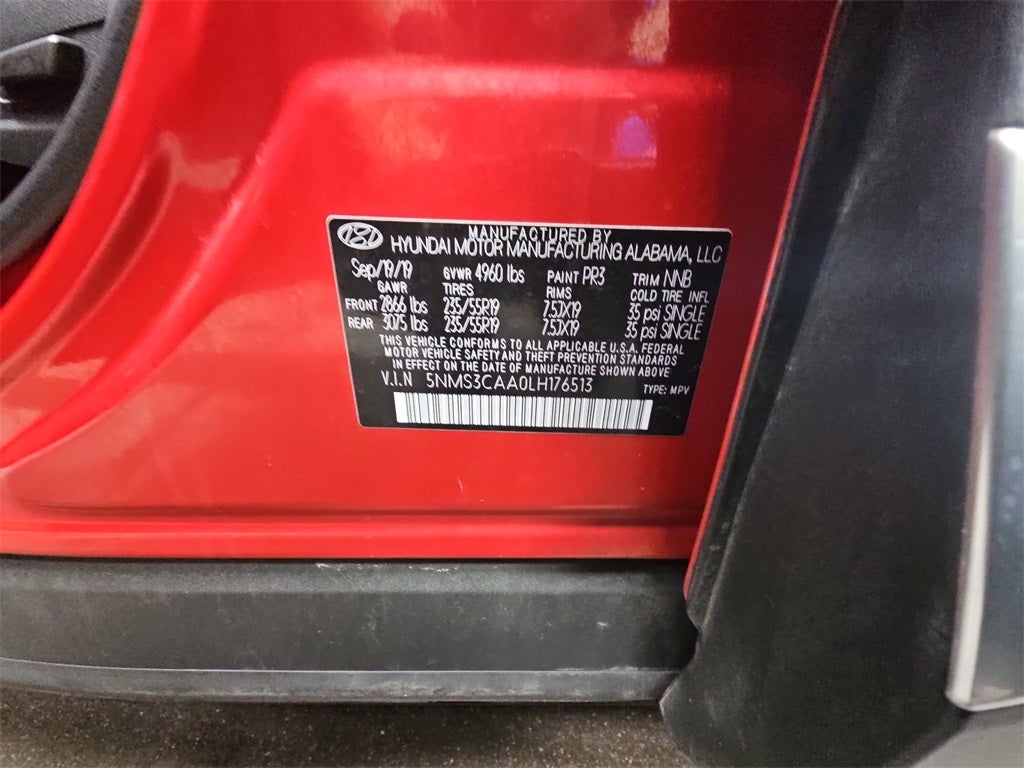 MANUFACTURED BY
HYUNDAI MOTOR MANUFACTURING ALABAMA, LLC
Sep/19/19 GVWR 4960 lbs PAINT PR3 TRIM NNB
GAWR TIRES RIMS COLD TIRE INFL
FRONT 2866 lbs 235/55R19 7.5JX19 35 psi SINGLE
REAR 3075 lbs 235/55R19 7.5JX19 35 psi SINGLE
THIS VEHICLE CONFORMS TO ALL APPLICABLE U.S.A. FEDERAL
MOTOR VEHICLE SAFETY AND THEFT PREVENTION STANDARDS
IN EFFECT ON THE DATE OF MANUFACTURE SHOWN ABOVE
V.I.N 5NMS3CAA0LH176513 TYPE: MPV